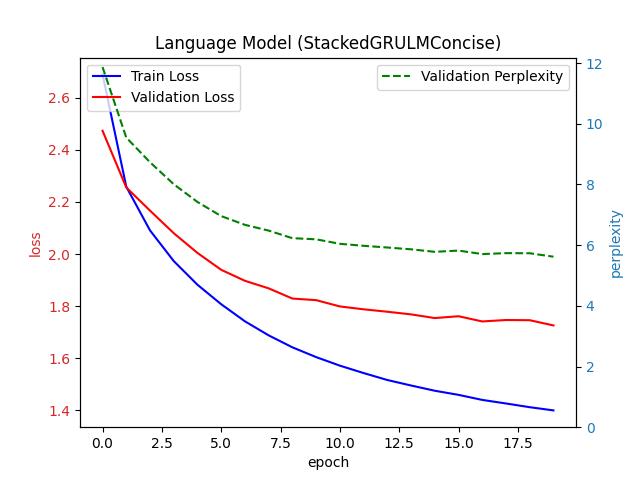 Language Model (StackedGRULMConcise)
Train Loss
Validation Loss
Validation Perplexity
2.6
2.4
2.2
2.0
1.8
1.6
1.4
loss
12
10
8
6
4
2
0
perplexity
0.0 2.5 5.0 7.5 10.0 12.5 15.0 17.5
epoch